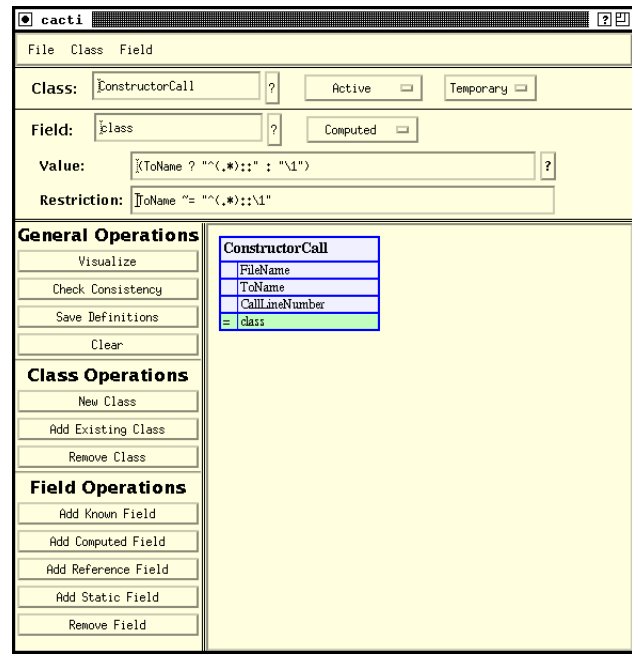 cacti ?
File Class Field
Class: ConstructorCall ? Active Temporary
Field: class ? Computed
Value: (ToName ? "^(.*)::" : "\1") ?
Restriction: ToName ~= "^(.*)::\1"
General Operations
Visualize
Check Consistency
Save Definitions
Clear
Class Operations
New Class
Add Existing Class
Remove Class
Field Operations
Add Known Field
Add Computed Field
Add Reference Field
Add Static Field
Remove Field
ConstructorCall
FileName
ToName
CallLineNumber
= class